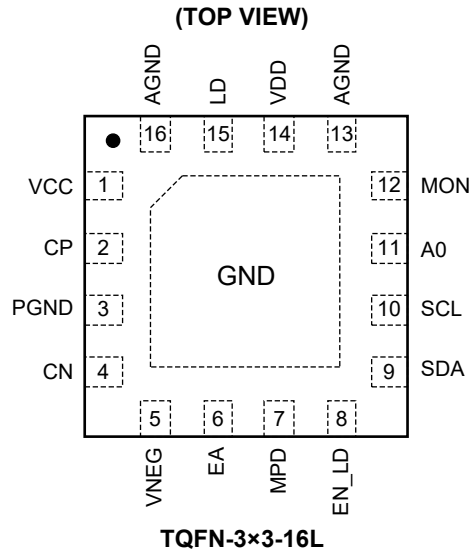 (TOP VIEW)
AGND
LD
VDD
AGND
16
15
14
13
VCC
1
12
MON
CP
2
11
A0
GND
PGND
3
10
SCL
CN
4
9
SDA
5
6
7
8
VNEG
EA
MPD
EN_LD
TQFN-3×3-16L